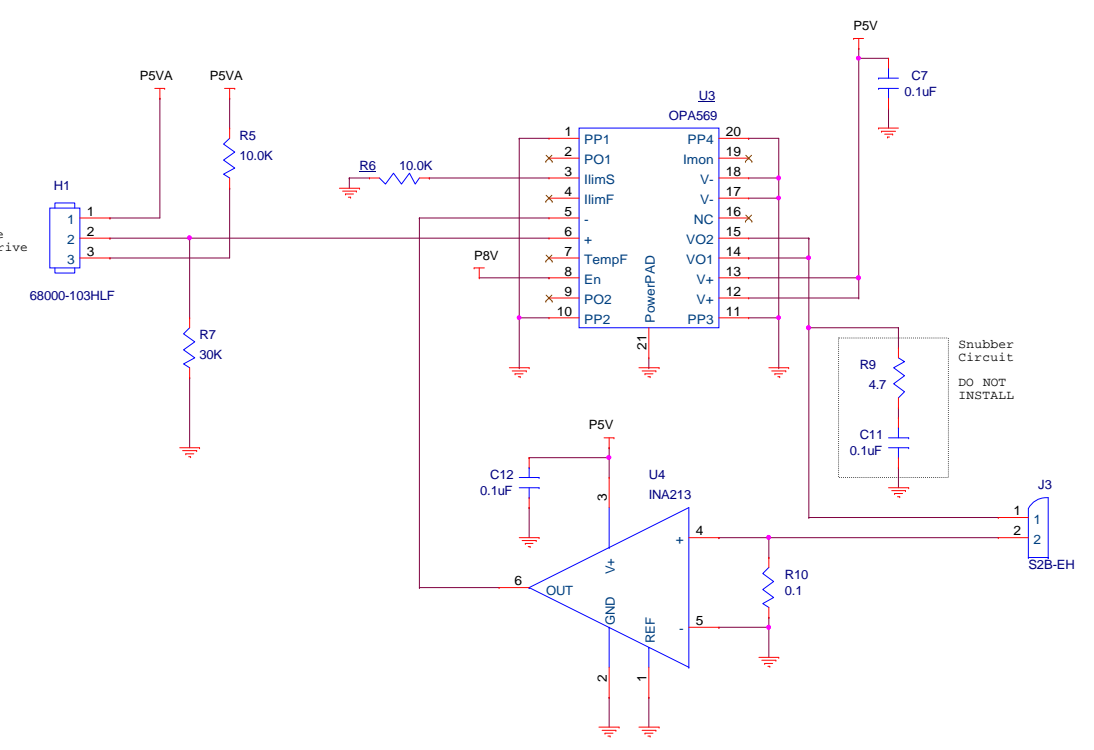 P5V
C7
0.1uF
P5VA
P5VA
R5
10.0K
U3
OPA569
R6
10.0K
1
PP1
2
PO1
3
IlimS
4
IlimF
5
-
6
+
7
TempF
8
En
9
PO2
10
PP2
PowerPAD
21
20
PP4
19
Imon
18
V-
17
V-
16
NC
15
VO2
14
VO1
13
V+
12
V+
11
PP3
H1
1
1
2
2
3
3
68000-103HLF
e
rive
P8V
R7
30K
Snubber
Circuit
DO NOT
INSTALL
R9
4.7
C11
0.1uF
P5V
C12
0.1uF
U4
INA213
3
V+
4
+
6
OUT
GND
REF
5
-
2
1
R10
0.1
J3
1
1
2
2
S2B-EH